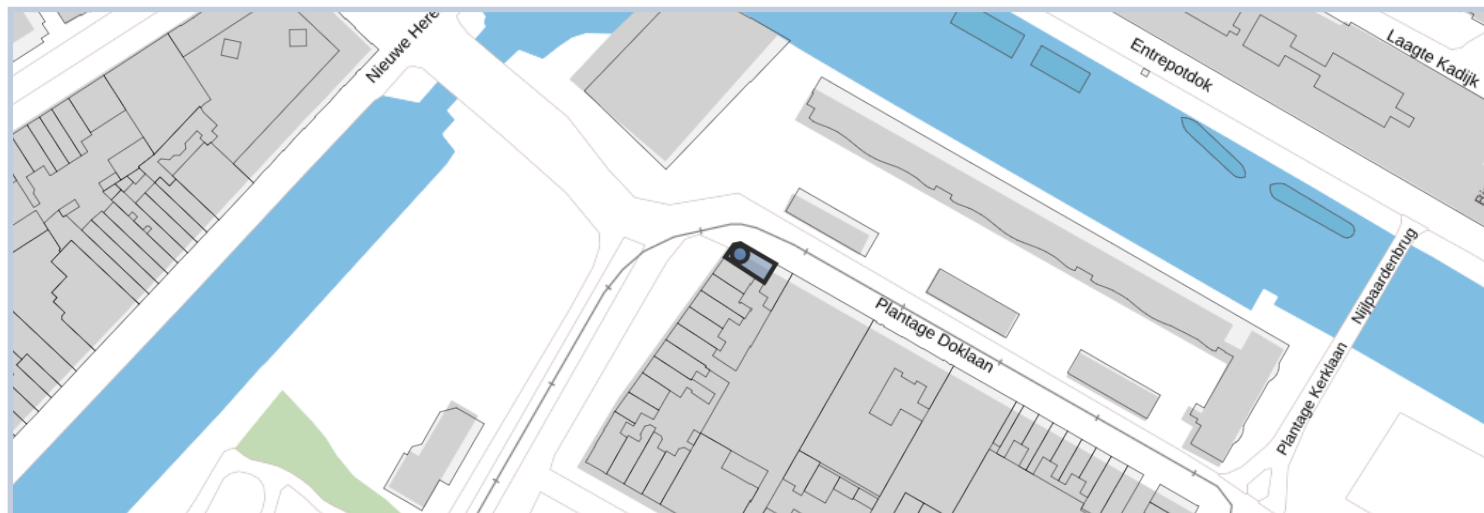 Nieuwe Here
Entrepotdok
Laagte Kadijk
Nijlpaardenbrug
Plantage Doklaan
Plantage Kerklaan